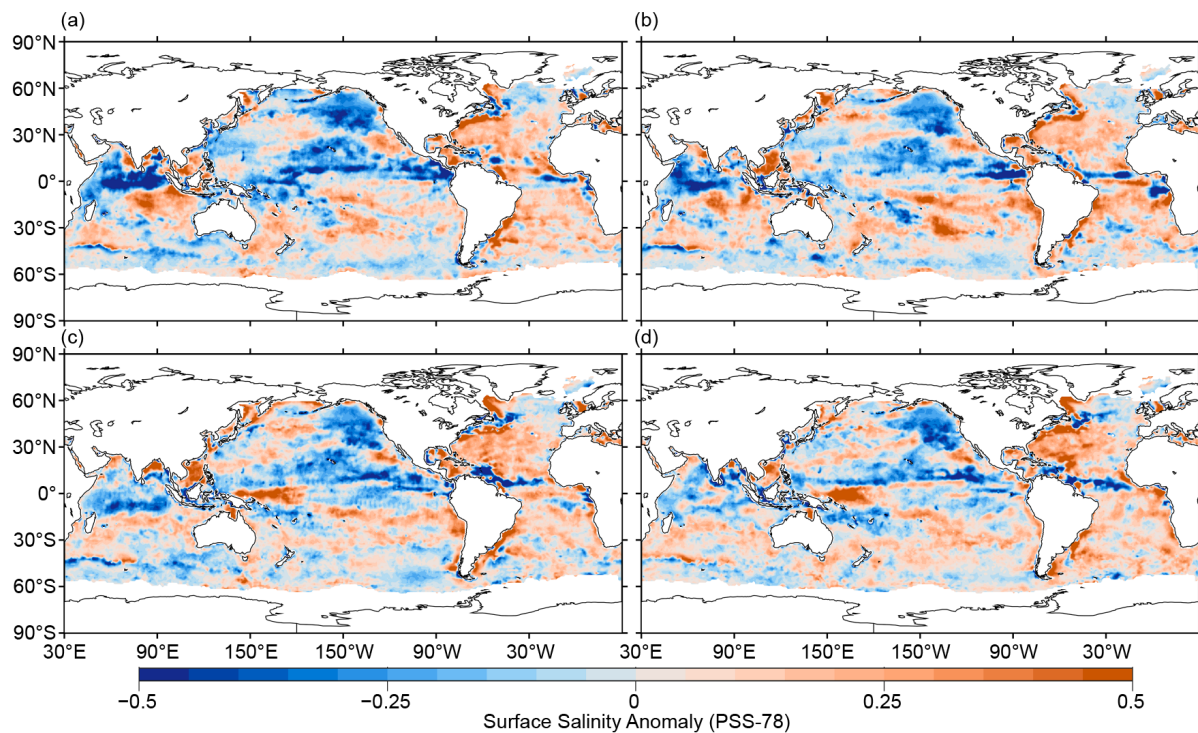 (a) (b)
90°N
60°N
30°N
0°
30°S
60°S
90°S
(c) (d)
90°N
60°N
30°N
0°
30°S
60°S
90°S
30°E 90°E 150°E 150°W 90°W 30°W 30°E 90°E 150°E 150°W 90°W 30°W
−0.5 −0.25 0 0.25 0.5
Surface Salinity Anomaly (PSS-78)